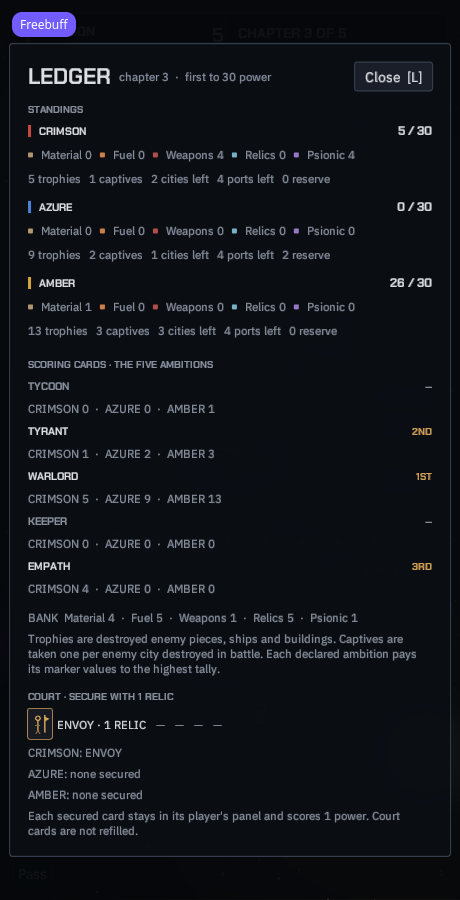 Freebuff
5 CHAPTER 3 OF 5
LEDGER chapter 3 · first to 30 power Close [L]
STANDINGS
CRIMSON 5 / 30
Material 0 Fuel 0 Weapons 4 Relics 0 Psionic 4
5 trophies 1 captives 2 cities left 4 ports left 0 reserve
AZURE 0 / 30
Material 0 Fuel 0 Weapons 0 Relics 0 Psionic 0
9 trophies 2 captives 1 cities left 4 ports left 2 reserve
AMBER 26 / 30
Material 1 Fuel 0 Weapons 0 Relics 0 Psionic 0
13 trophies 3 captives 3 cities left 4 ports left 0 reserve
SCORING CARDS · THE FIVE AMBITIONS
TYCOON —
CRIMSON 0 · AZURE 0 · AMBER 1
TYRANT 2ND
CRIMSON 1 · AZURE 2 · AMBER 3
WARLORD 1ST
CRIMSON 5 · AZURE 9 · AMBER 13
KEEPER —
CRIMSON 0 · AZURE 0 · AMBER 0
EMPATH 3RD
CRIMSON 4 · AZURE 0 · AMBER 0
BANK Material 4 · Fuel 5 · Weapons 1 · Relics 5 · Psionic 1
Trophies are destroyed enemy pieces, ships and buildings. Captives are
taken one per enemy city destroyed in battle. Each declared ambition pays
its marker values to the highest tally.
COURT · SECURE WITH 1 RELIC
ENVOY · 1 RELIC — — — —
CRIMSON: ENVOY
AZURE: none secured
AMBER: none secured
Each secured card stays in its player's panel and scores 1 power. Court
cards are not refilled.
Pass